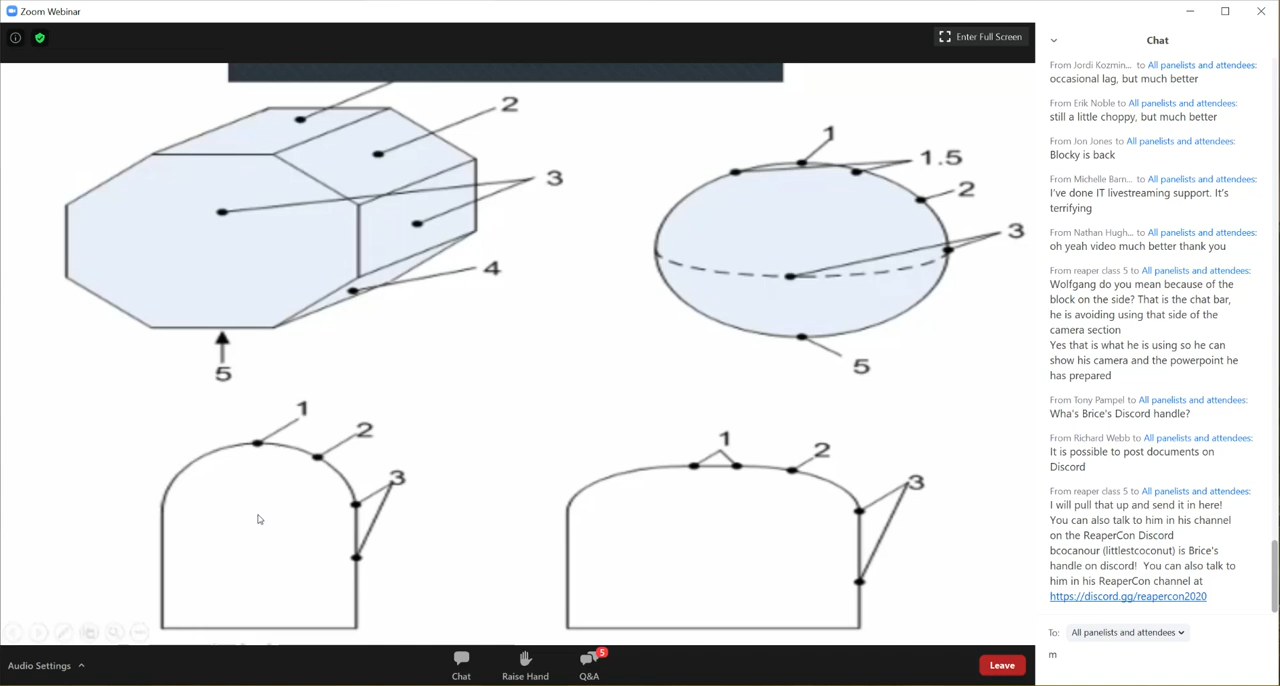 Zoom Webinar
Enter Full Screen
2
3
4
5
1
1.5
2
3
5
1
2
3
1
2
3
Audio Settings
Chat
Raise Hand
5
Q&A
Leave
Chat
From Jordi Kozmin... to All panelists and attendees:
occasional lag, but much better
From Erik Noble to All panelists and attendees:
still a little choppy, but much better
From Jon Jones to All panelists and attendees:
Blocky is back
From Michelle Barn... to All panelists and attendees:
I've done IT livestreaming support. It's
terrifying
From Nathan Hugh... to All panelists and attendees:
oh yeah video much better thank you
From reaper class 5 to All panelists and attendees:
Wolfgang do you mean because of the
block on the side? That is the chat bar,
he is avoiding using that side of the
camera section
Yes that is what he is using so he can
show his camera and the powerpoint he
has prepared
From Tony Pampel to All panelists and attendees:
Wha's Brice's Discord handle?
From Richard Webb to All panelists and attendees:
It is possible to post documents on
Discord
From reaper class 5 to All panelists and attendees:
I will pull that up and send it in here!
You can also talk to him in his channel
on the ReaperCon Discord
bcocanour (littlestcoconut) is Brice's
handle on discord! You can also talk to
him in his ReaperCon channel at
https://discord.gg/reapercon2020
To: All panelists and attendees
m